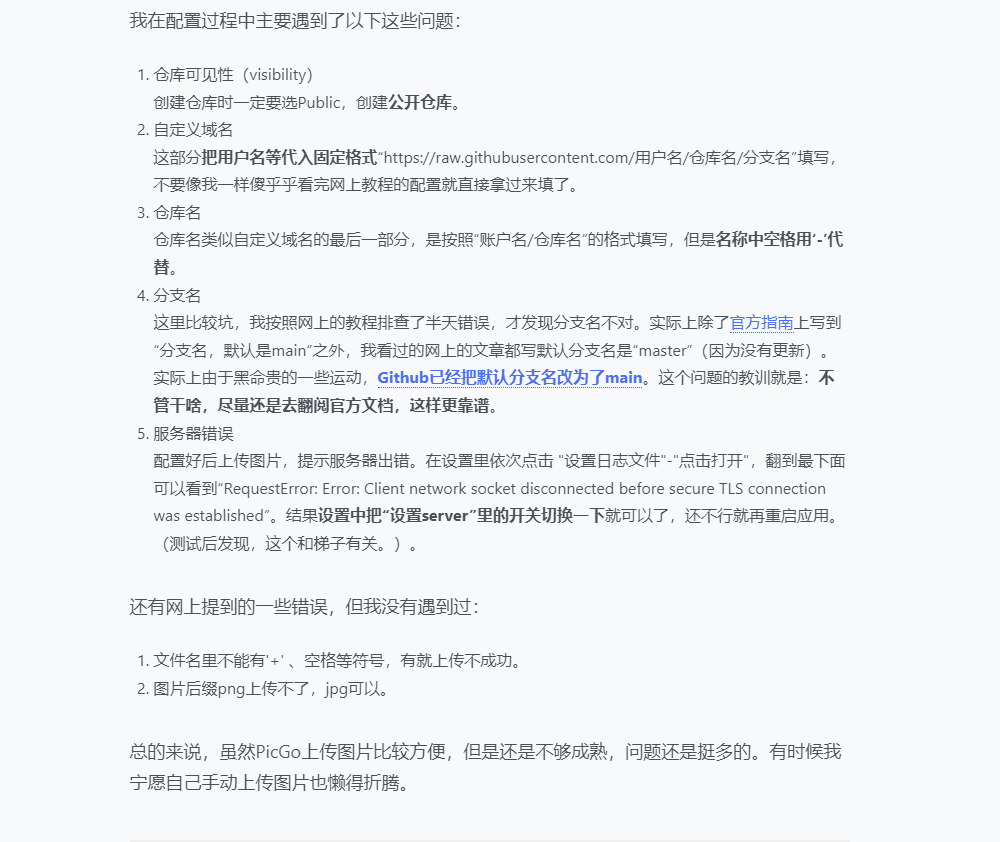 我在配置过程中主要遇到了以下这些问题：
1. 仓库可见性（visibility）
创建仓库时一定要选Public，创建公开仓库。
2. 自定义域名
这部分把用户名等代入固定格式“https://raw.githubusercontent.com/用户名/仓库名/分支名”填写，
不要像我一样傻乎乎看完网上教程的配置就直接拿过来填了。
3. 仓库名
仓库名类似自定义域名的最后一部分，是按照“账户名/仓库名”的格式填写，但是名称中空格用‘-’代
替。
4. 分支名
这里比较坑，我按照网上的教程排查了半天错误，才发现分支名不对。实际上除了官方指南上写到
“分支名，默认是main”之外，我看过的网上的文章都写默认分支名是“master”（因为没有更新）。
实际上由于黑命贵的一些运动，Github已经把默认分支名改为了main。这个问题的教训就是：不
管干啥，尽量还是去翻阅官方文档，这样更靠谱。
5. 服务器错误
配置好后上传图片，提示服务器出错。在设置里依次点击 "设置日志文件"-"点击打开"，翻到最下面
可以看到“RequestError: Error: Client network socket disconnected before secure TLS connection
was established”。结果设置中把“设置server”里的开关切换一下就可以了，还不行就再重启应用。
（测试后发现，这个和梯子有关。）。
还有网上提到的一些错误，但我没有遇到过：
1. 文件名里不能有'+' 、空格等符号，有就上传不成功。
2. 图片后缀png上传不了，jpg可以。
总的来说，虽然PicGo上传图片比较方便，但是还是不够成熟，问题还是挺多的。有时候我
宁愿自己手动上传图片也懒得折腾。